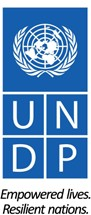 U N
D P
Empowered lives.
Resilient nations.